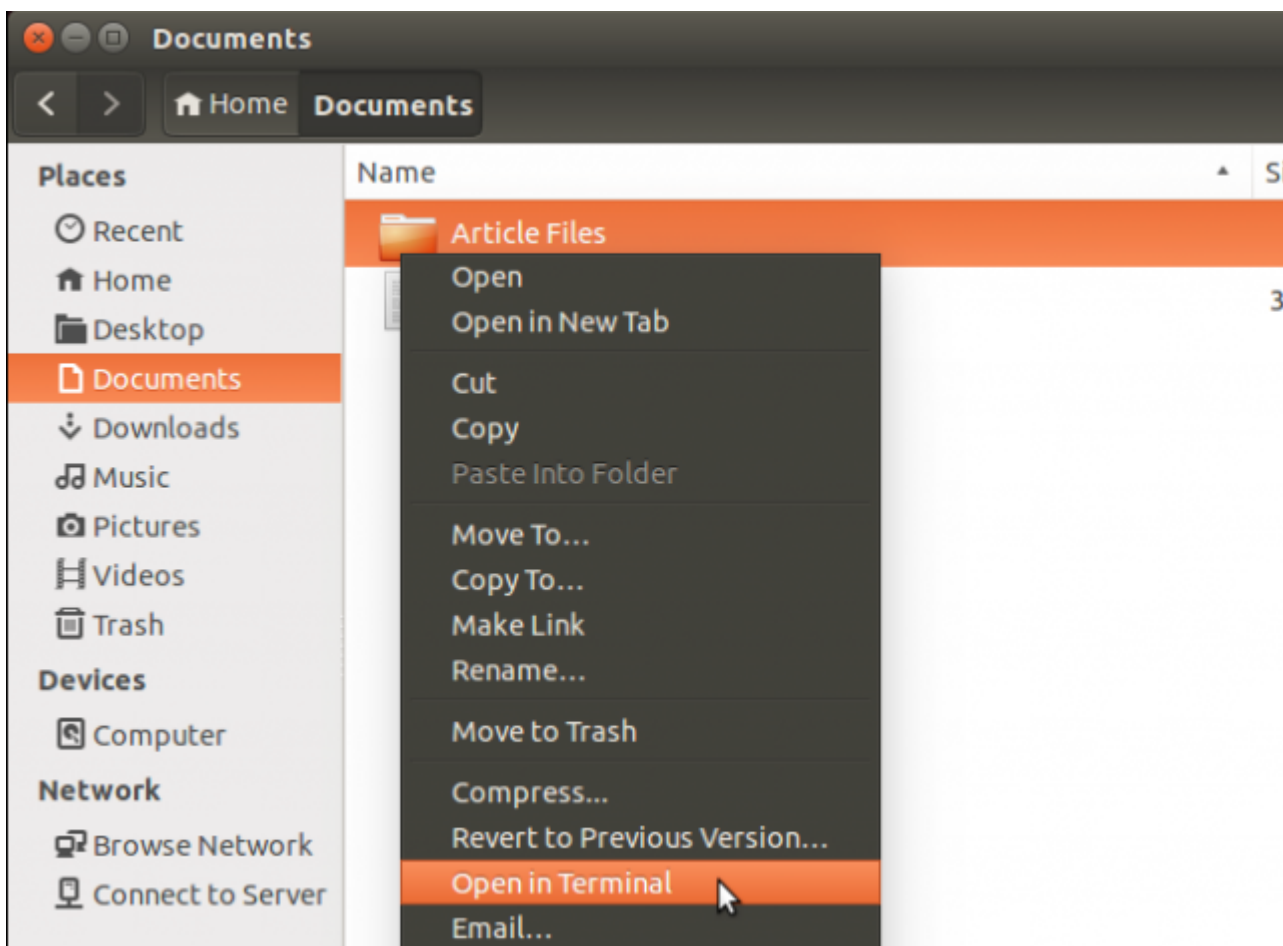 Documents
Home Documents
Places
Recent
Home
Desktop
Documents
Downloads
Music
Pictures
Videos
Trash
Devices
Computer
Network
Browse Network
Connect to Server
Name
Article Files
3
Open
Open in New Tab
Cut
Copy
Paste Into Folder
Move To…
Copy To…
Make Link
Rename…
Move to Trash
Compress...
Revert to Previous Version…
Open in Terminal
Email…